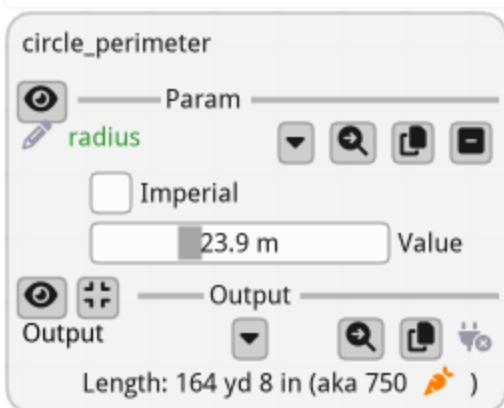 circle_perimeter
Param
radius
Imperial
23.9 m Value
Output
Output
Length: 164 yd 8 in (aka 750 🥕 )